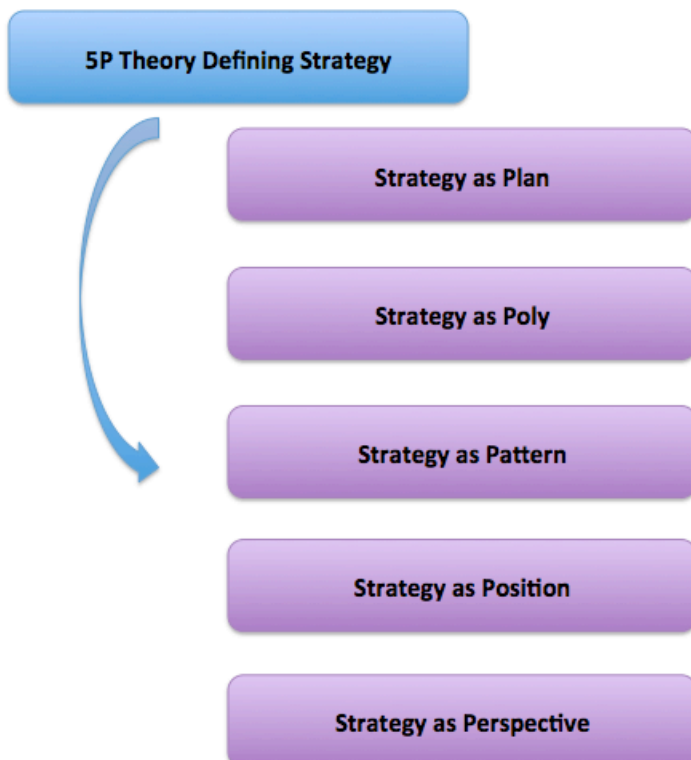 5P Theory Defining Strategy
Strategy as Plan
Strategy as Poly
Strategy as Pattern
Strategy as Position
Strategy as Perspective